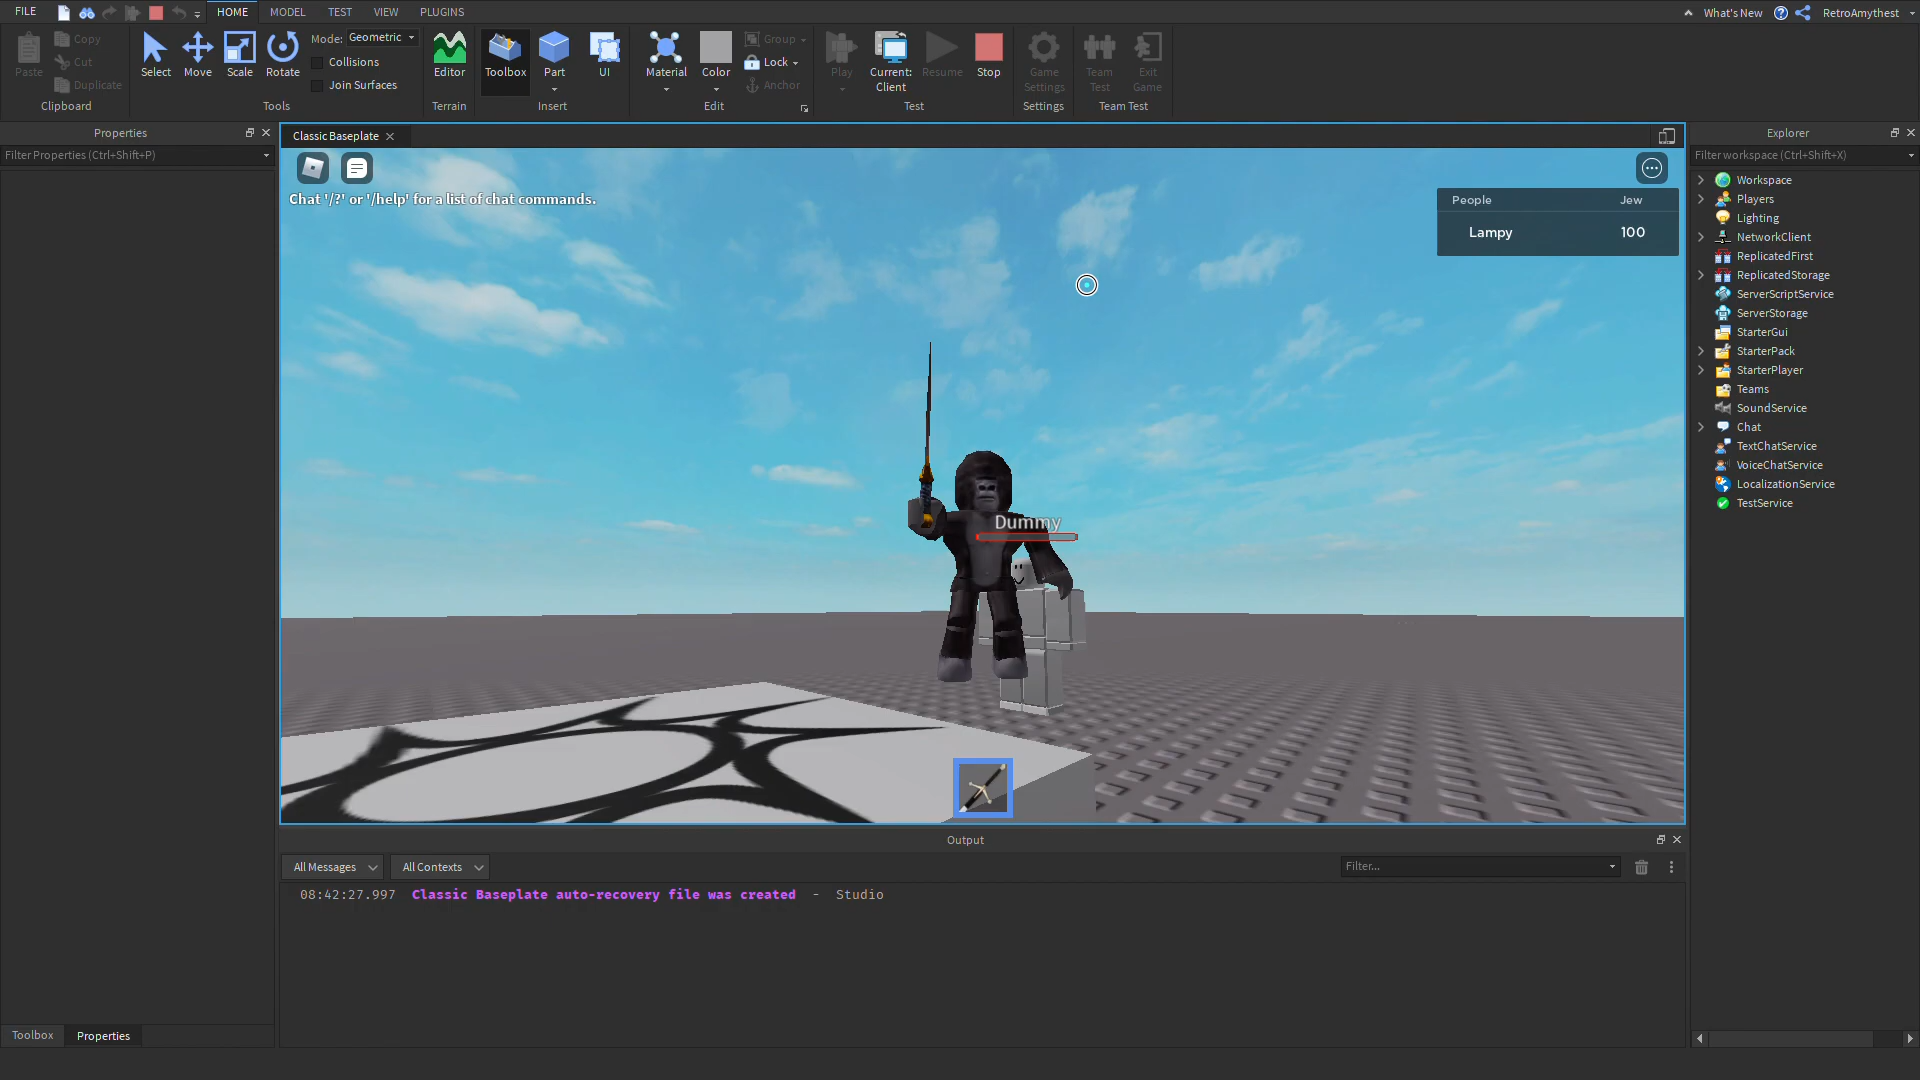 FILE HOME MODEL TEST VIEW PLUGINS What's New RetroAmythest
Paste Copy Cut Duplicate
Clipboard
Select Move Scale Rotate
Mode: Geometric
Collisions
Join Surfaces
Tools
Editor
Terrain
Toolbox Part UI
Insert
Material Color
Group
Lock
Anchor
Edit
Play Current: Client Resume Stop
Test
Game Settings
Settings
Team Test Exit Game
Team Test
Properties
Filter Properties (Ctrl+Shift+P)
Classic Baseplate
Chat '/?' or '/help' for a list of chat commands.
People Jew
Lampy 100
Dummy
Explorer
Filter workspace (Ctrl+Shift+X)
Workspace
Players
Lighting
NetworkClient
ReplicatedFirst
ReplicatedStorage
ServerScriptService
ServerStorage
StarterGui
StarterPack
StarterPlayer
Teams
SoundService
Chat
TextChatService
VoiceChatService
LocalizationService
TestService
Output
All Messages All Contexts Filter...
08:42:27.997 Classic Baseplate auto-recovery file was created - Studio
Toolbox Properties